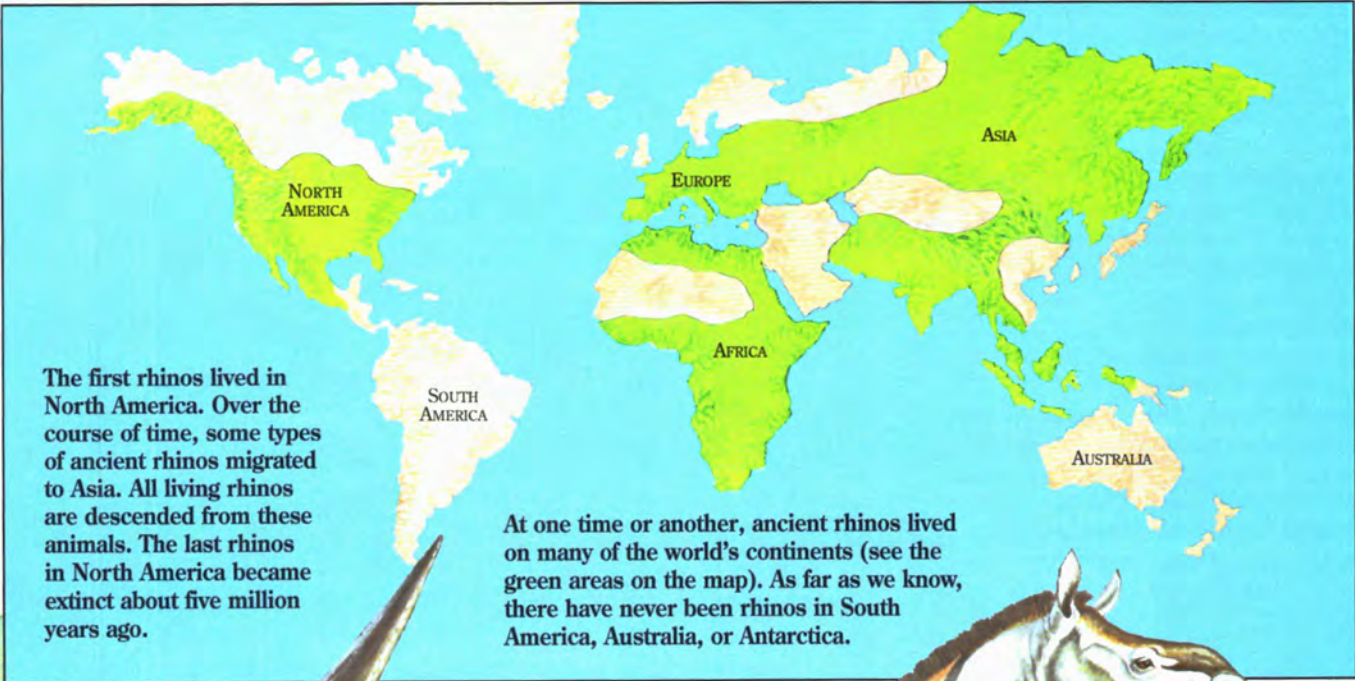 ASIA
EUROPE
NORTH
AMERICA
AFRICA
SOUTH
AMERICA
AUSTRALIA
The first rhinos lived in
North America. Over the
course of time, some types
of ancient rhinos migrated
to Asia. All living rhinos
are descended from these
animals. The last rhinos
in North America became
extinct about five million
years ago.
At one time or another, ancient rhinos lived
on many of the world's continents (see the
green areas on the map). As far as we know,
there have never been rhinos in South
America, Australia, or Antarctica.